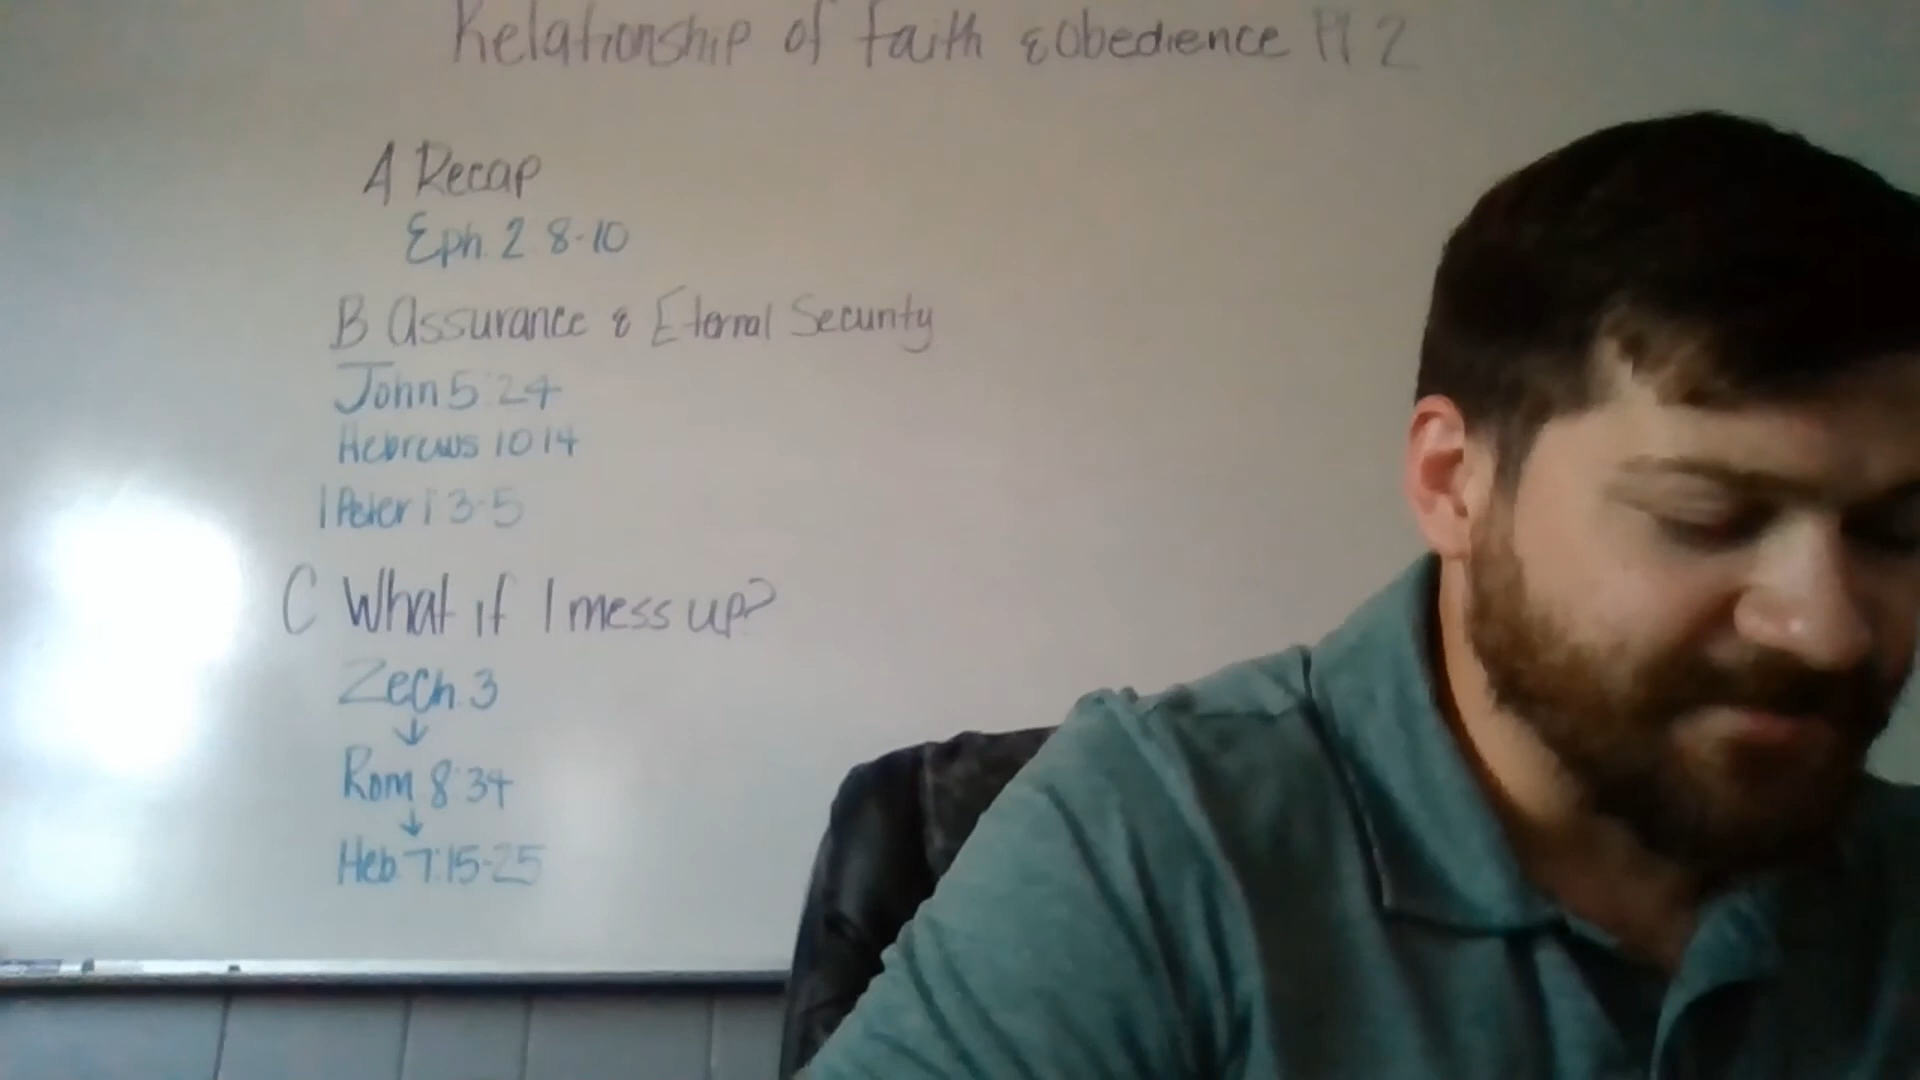 Relationship of Faith & Obedience Pt 2
A Recap
Eph. 2 8-10
B Assurance & Eternal Security
John 5:24
Hebrews 10 14
1 Peter 1 3-5
C What if I mess up?
Zech. 3
↓
Rom 8:34
↓
Heb 7:15-25